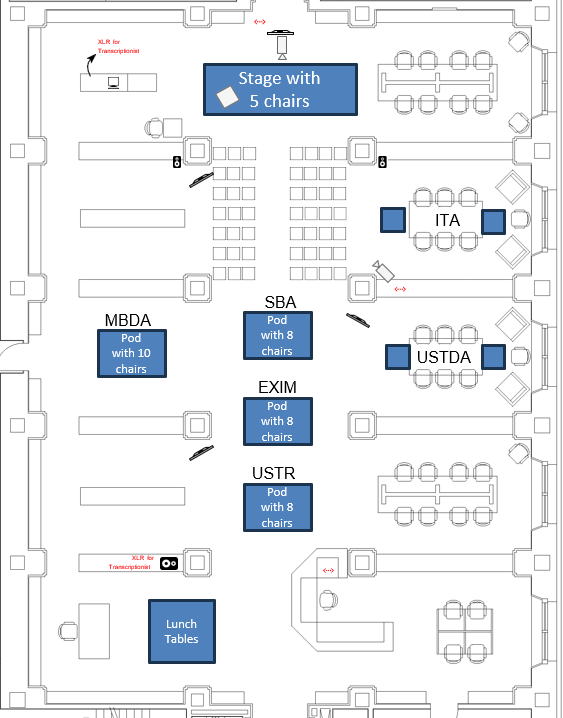 XLR for
Transcriptionist
Stage with
5 chairs
ITA
SBA
MBDA
Pod
with 8
chairs
Pod
with 10
chairs
USTDA
EXIM
Pod
with 8
chairs
USTR
Pod
with 8
chairs
XLR for
Transcriptionist
Lunch
Tables